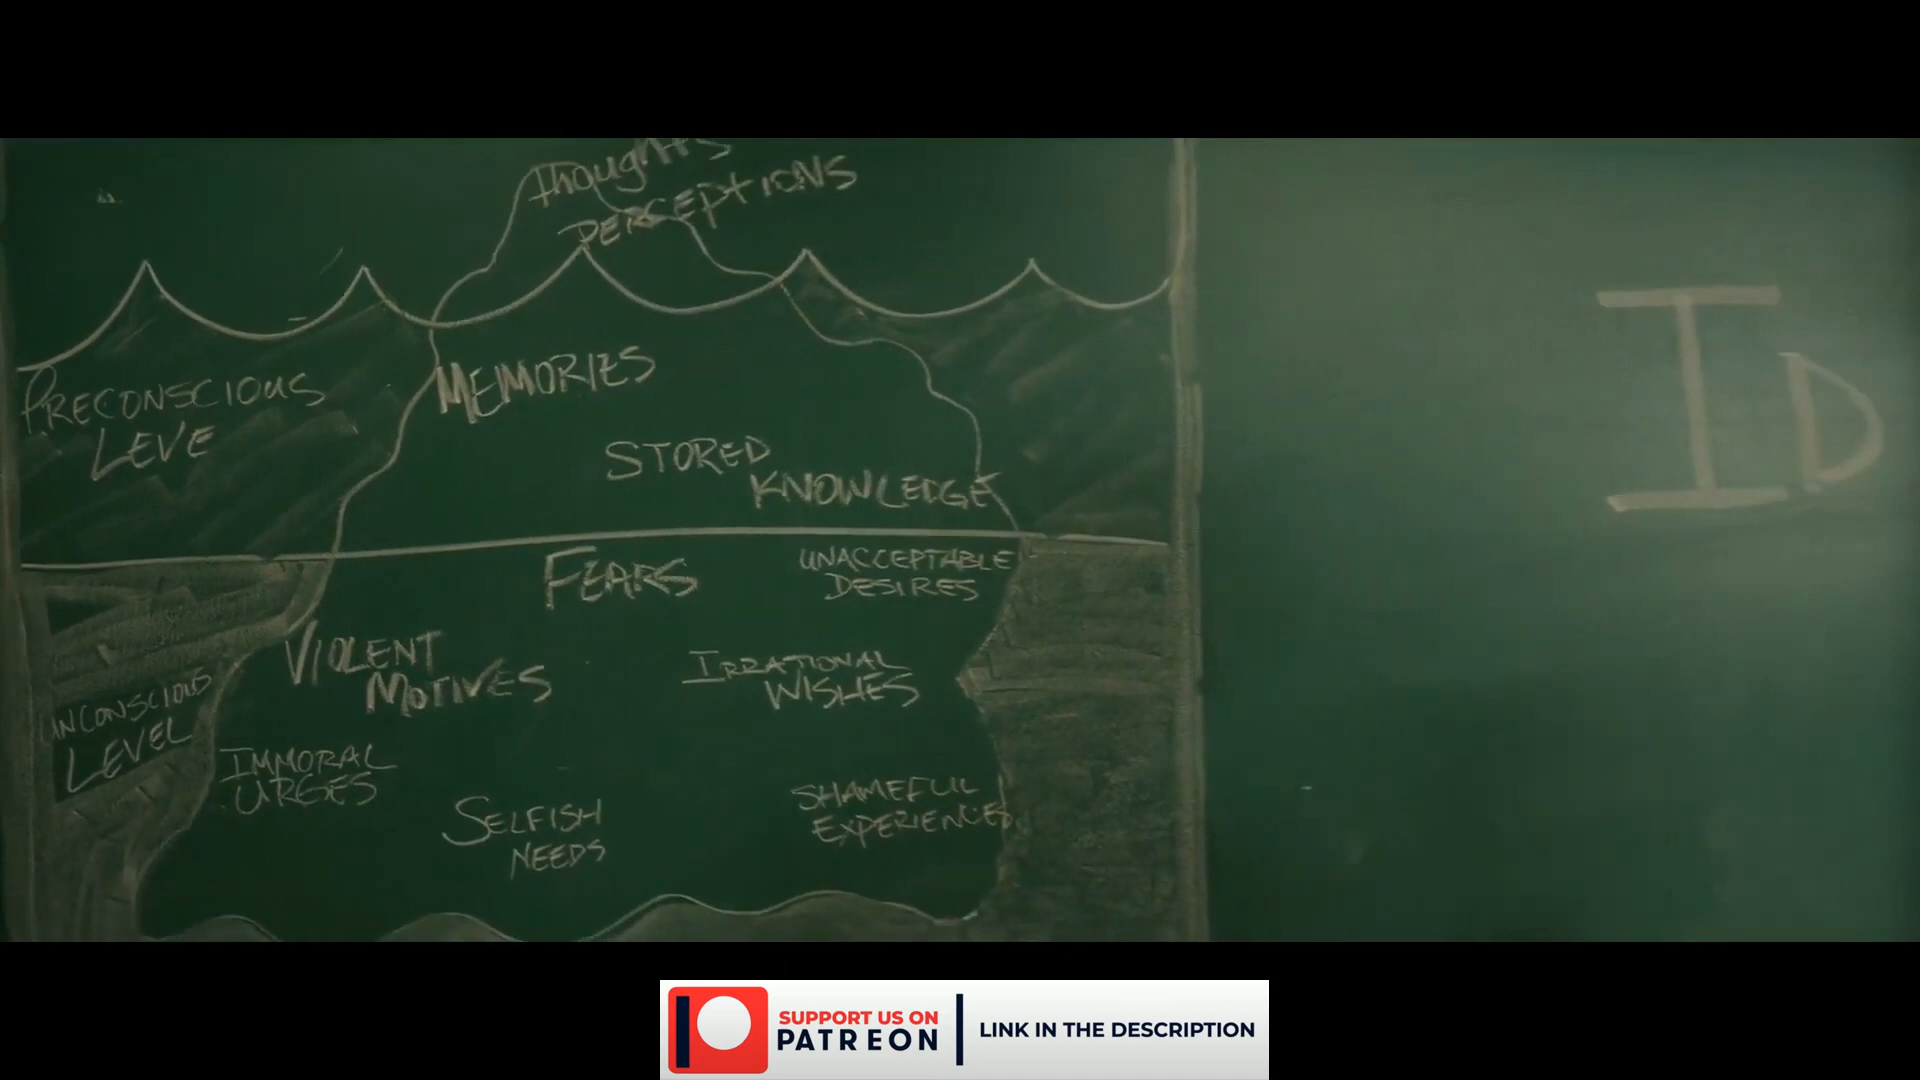 Thoughts
PERCEPTIONS
PRECONSCIOUS
LEVE
MEMORIES
STORED
KNOWLEDGE
ID
FEARS
UNACCEPTABLE
DESIRES
VIOLENT
MOTIVES
IRRATIONAL
WISHES
UNCONSCIOUS
LEVEL
IMMORAL
URGES
SELFISH
NEEDS
SHAMEFUL
EXPERIENCES
SUPPORT US ON
PATREON
LINK IN THE DESCRIPTION